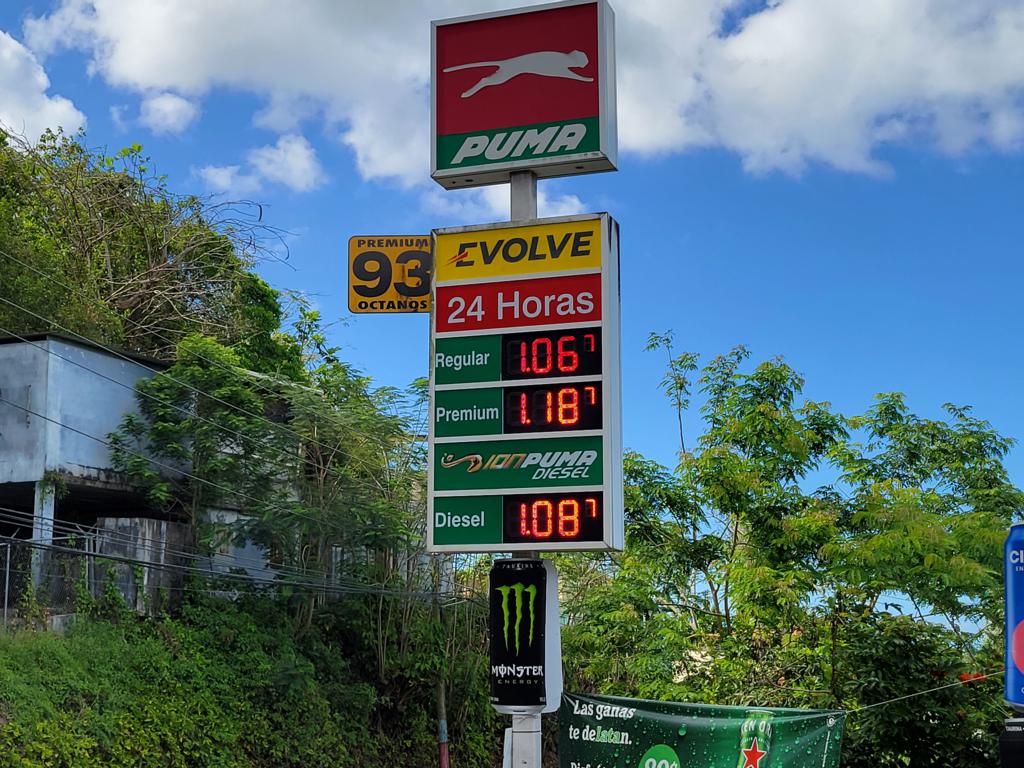 PUMA
EVOLVE
PREMIUM
93
OCTANOS
24 Horas
Regular 1.06⁷
Premium 1.18⁷
IONPUMA
DIESEL
Diesel 1.08⁷
MONSTER
ENERGY
Las ganas
te delatan.